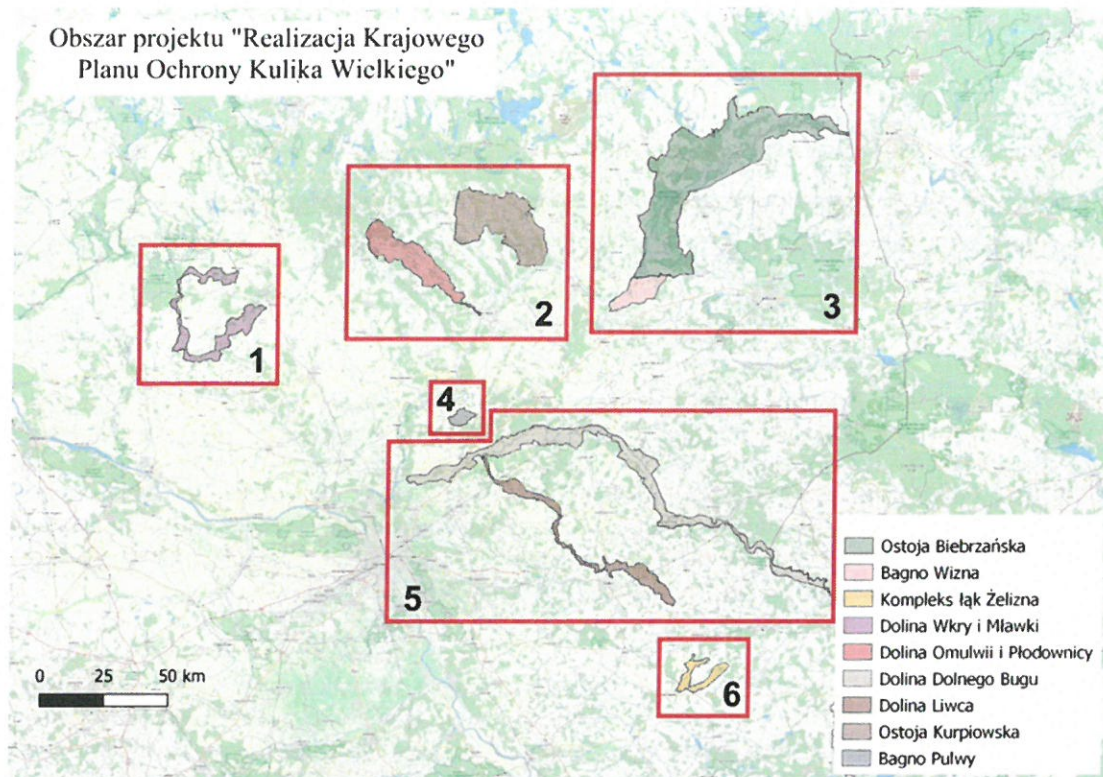 Obszar projektu "Realizacja Krajowego
Planu Ochrony Kulika Wielkiego"
1
2
3
4
5
6
0 25 50 km
Ostoja Biebrzańska
Bagno Wizna
Kompleks łąk Żelizna
Dolina Wkry i Mławki
Dolina Omulwii i Płodownicy
Dolina Dolnego Bugu
Dolina Liwca
Ostoja Kurpiowska
Bagno Pulwy